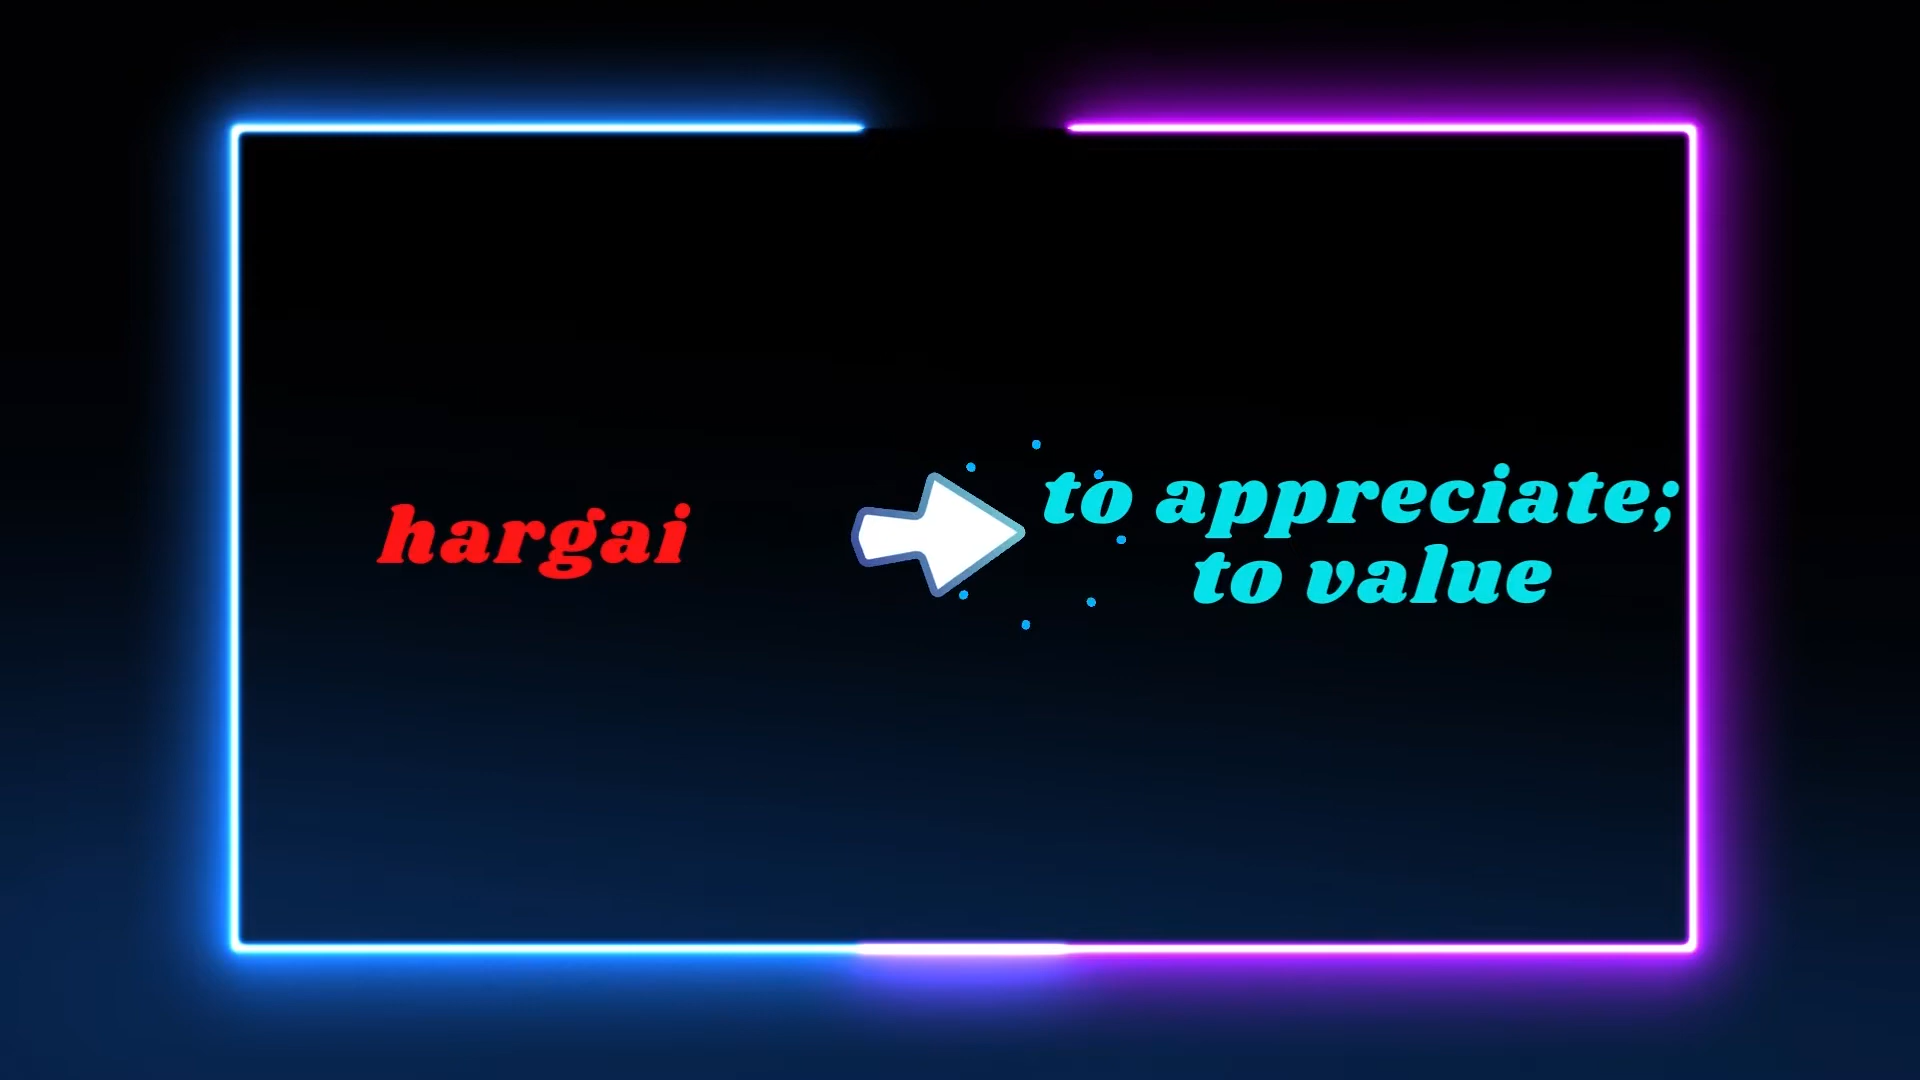 hargai
to appreciate;
to value